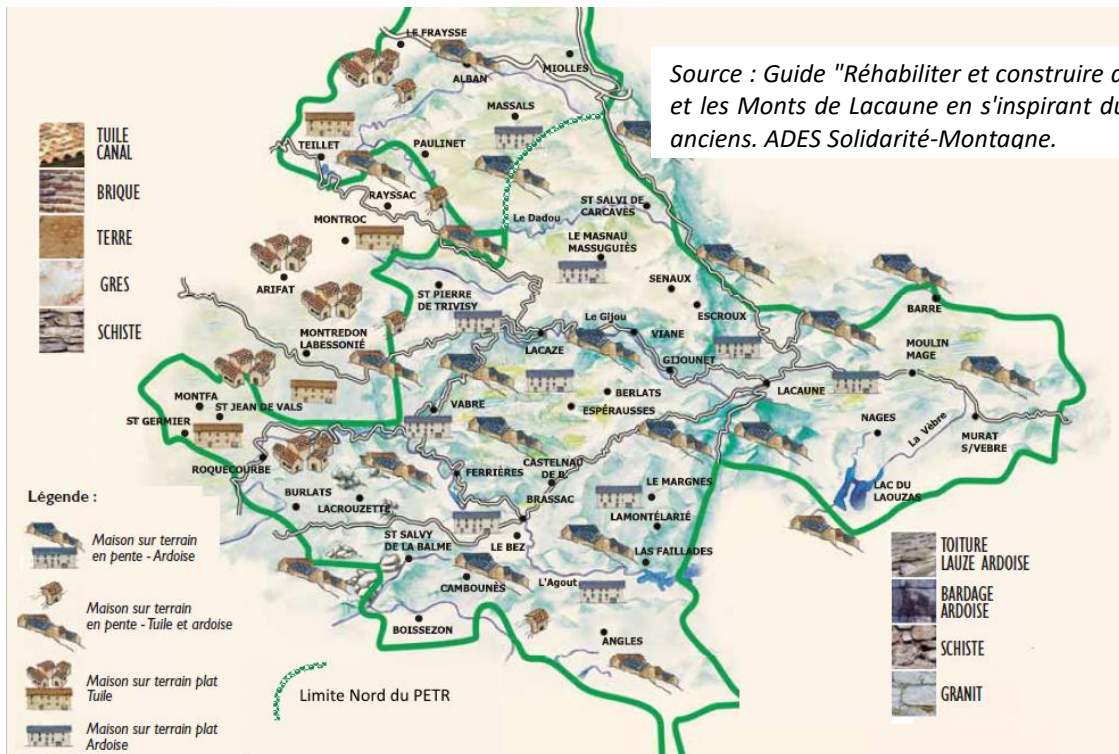 Source : Guide "Réhabiliter et construire d
et les Monts de Lacaune en s'inspirant du
anciens. ADES Solidarité-Montagne.
TUILE
CANAL
BRIQUE
TERRE
GRES
SCHISTE
LE FRAYSSE
ALBAN
MIOLLES
MASSALS
TEILLET
PAULINET
RAYSSAC
MONTROC
Le Dadou
ST SALVI DE
CARCAVÈS
LE MASNAU
MASSUGUIÈS
ARIFAT
ST PIERRE
DE TRIVISY
SENAUX
ESCROUX
BARRE
MONTREDON
LABESSONIÉ
Le Gijou
LACAZE
VIANE
GIJOUNET
MOULIN
MAGE
LACAUNE
MONTFA
ST JEAN DE VALS
ST GERMIER
VABRE
BERLATS
ESPÉRAUSSES
NAGES
La Vèbre
MURAT
S/VEBRE
ROQUECOURBE
FERRIÈRES
CASTELNAU
DE B.
BRASSAC
LAC DU
LAOUZAS
BURLATS
LACROUZETTE
LE MARGNES
LAMONTÉLARIÉ
ST SALVY
DE LA BALME
LE BEZ
LAS FAILLADES
CAMBOUNÈS
L'Agout
BOISSEZON
ANGLES
Légende :
Maison sur terrain
en pente - Ardoise
Maison sur terrain
en pente - Tuile et ardoise
Maison sur terrain plat
Tuile
Maison sur terrain plat
Ardoise
Limite Nord du PETR
TOITURE
LAUZE ARDOISE
BARDAGE
ARDOISE
SCHISTE
GRANIT